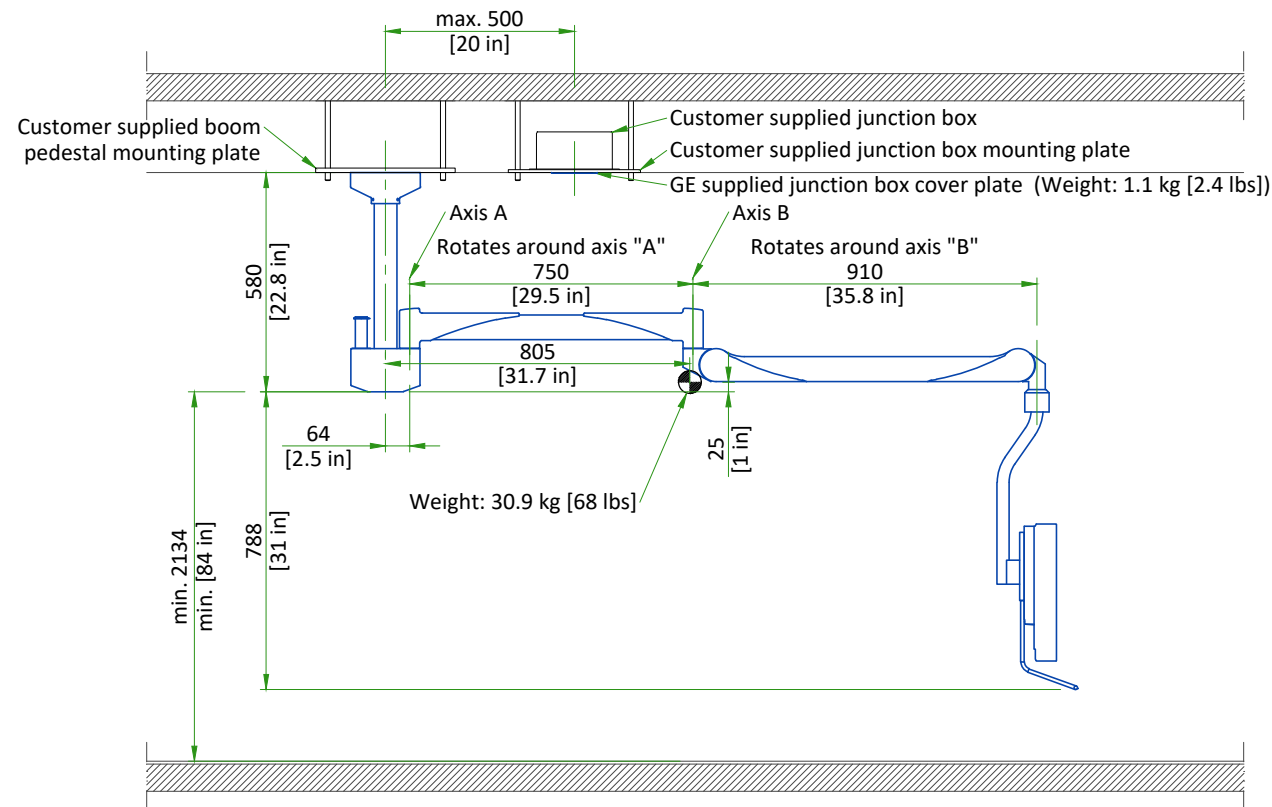 max. 500
[20 in]
Customer supplied boom
pedestal mounting plate
Customer supplied junction box
Customer supplied junction box mounting plate
GE supplied junction box cover plate (Weight: 1.1 kg [2.4 lbs])
Axis A
Axis B
Rotates around axis "A"
Rotates around axis "B"
750
[29.5 in]
910
[35.8 in]
580
[22.8 in]
805
[31.7 in]
64
[2.5 in]
25
[1 in]
Weight: 30.9 kg [68 lbs]
788
[31 in]
min. 2134
min. [84 in]